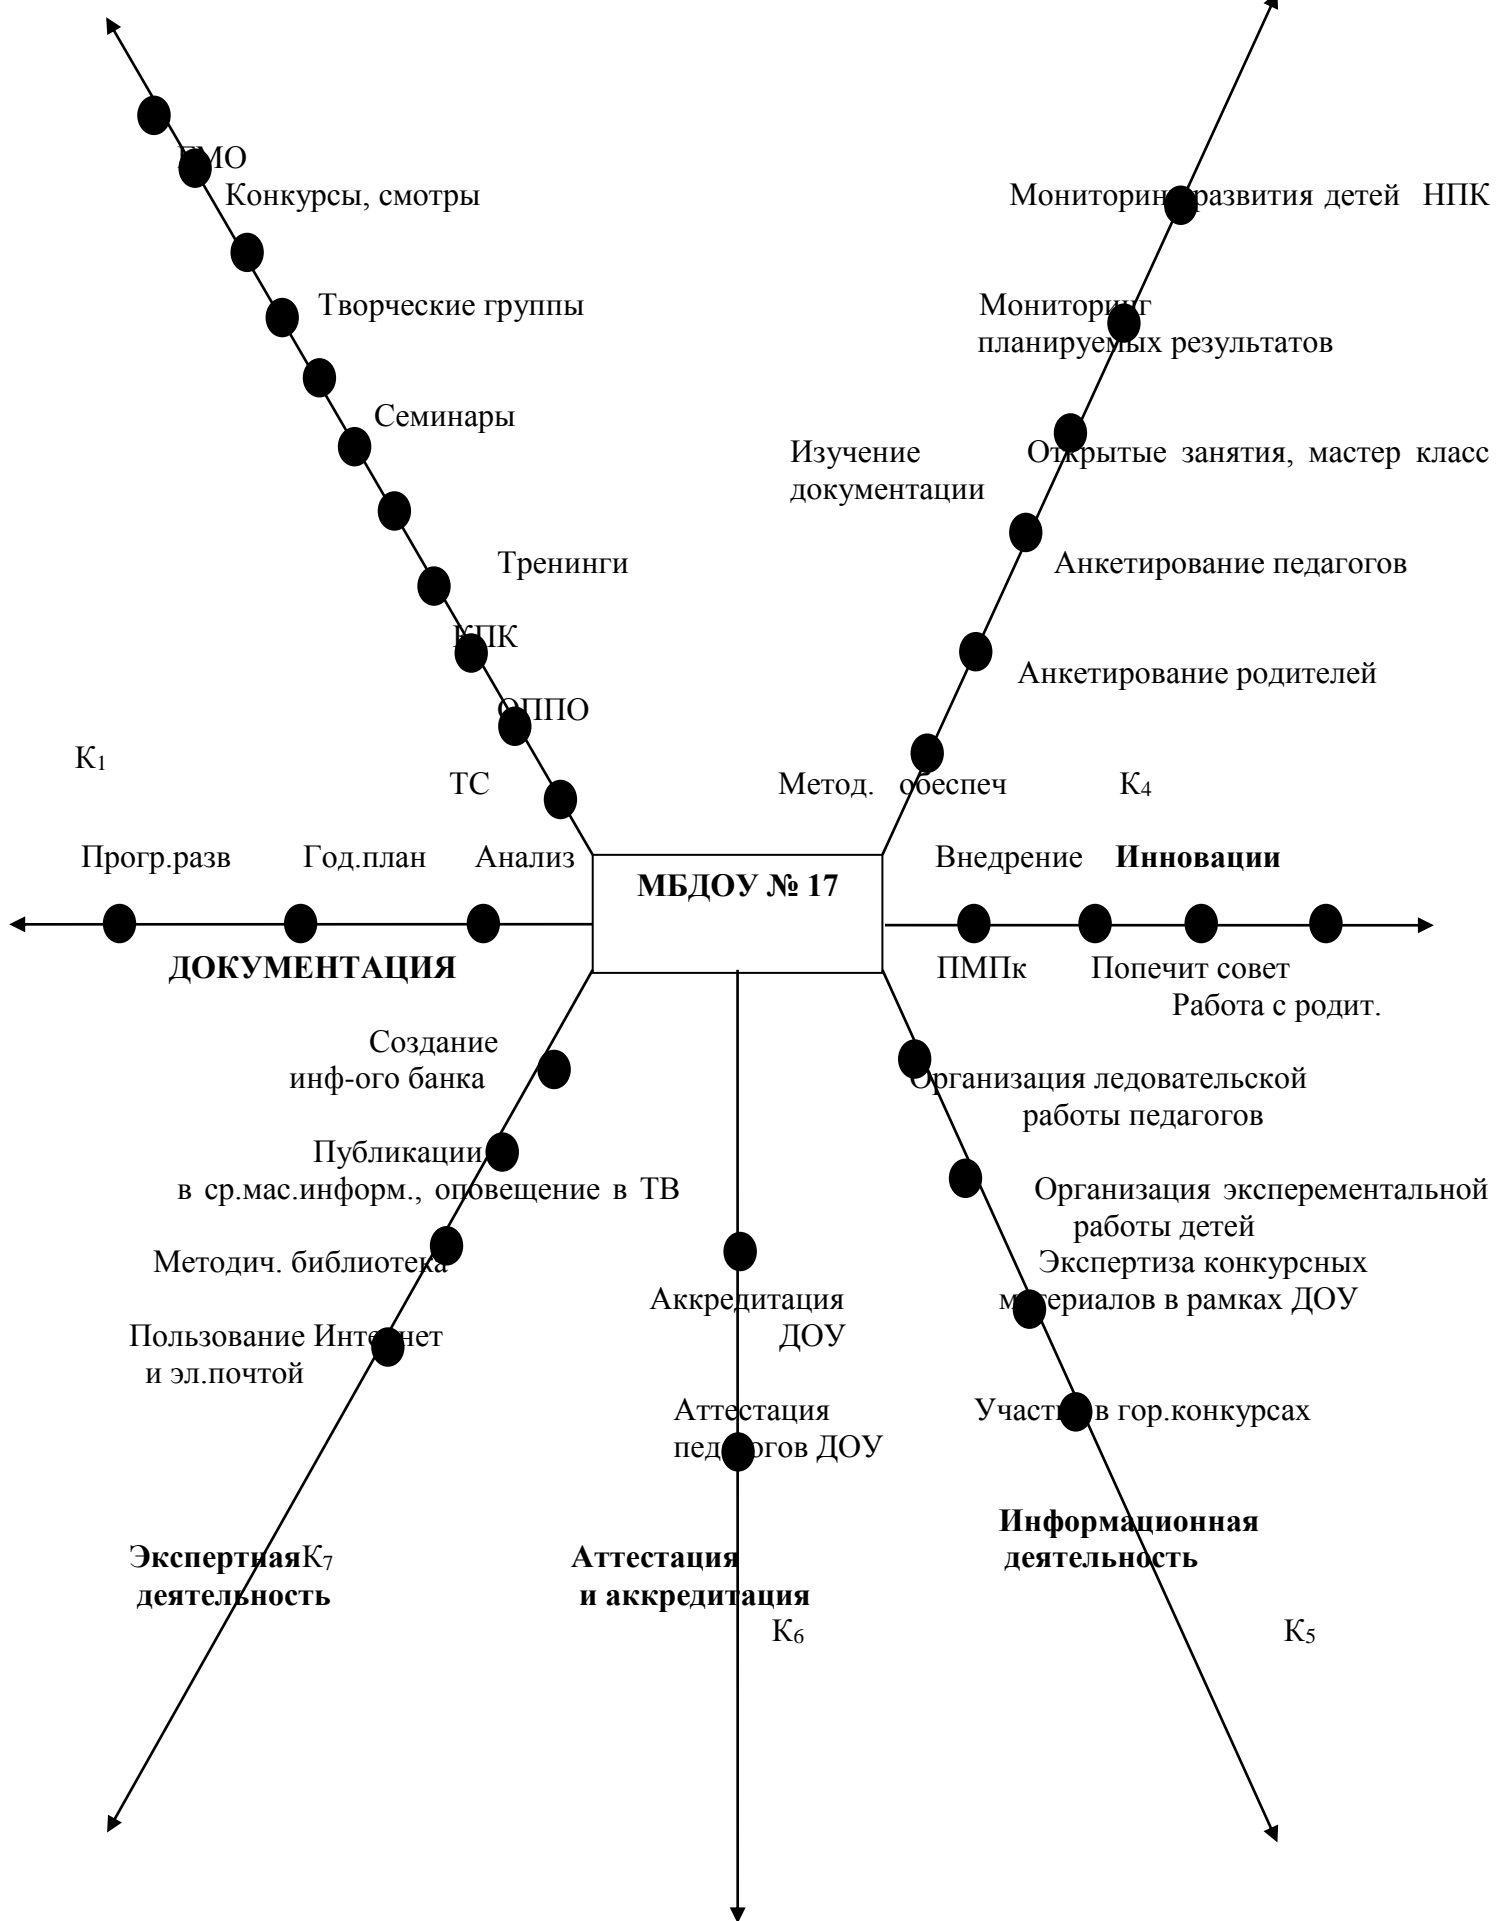 ГМО
Конкурсы, смотры
Мониторинг развития детей НПК
Творческие группы
Мониторинг
планируемых результатов
Семинары
Изучение
документации
Открытые занятия, мастер класс
Тренинги
Анкетирование педагогов
КПК
Анкетирование родителей
ОППО
К1
ТС
Метод. обеспеч
К4
Прогр.разв
Год.план
Анализ
МБДОУ № 17
Внедрение
Инновации
ДОКУМЕНТАЦИЯ
ПМПк
Попечит совет
Работа с родит.
Создание
инф-ого банка
Организация ледовательской
работы педагогов
Публикации
в ср.мас.информ., оповещение в ТВ
Организация эксперементальной
работы детей
Методич. библиотека
Экспертиза конкурсных
материалов в рамках ДОУ
Аккредитация
ДОУ
Пользование Интернет
и эл.почтой
Аттестация
педагогов ДОУ
Участие в гор.конкурсах
Информационная
деятельность
Экспертная К7
деятельность
Аттестация
и аккредитация
К6
К5